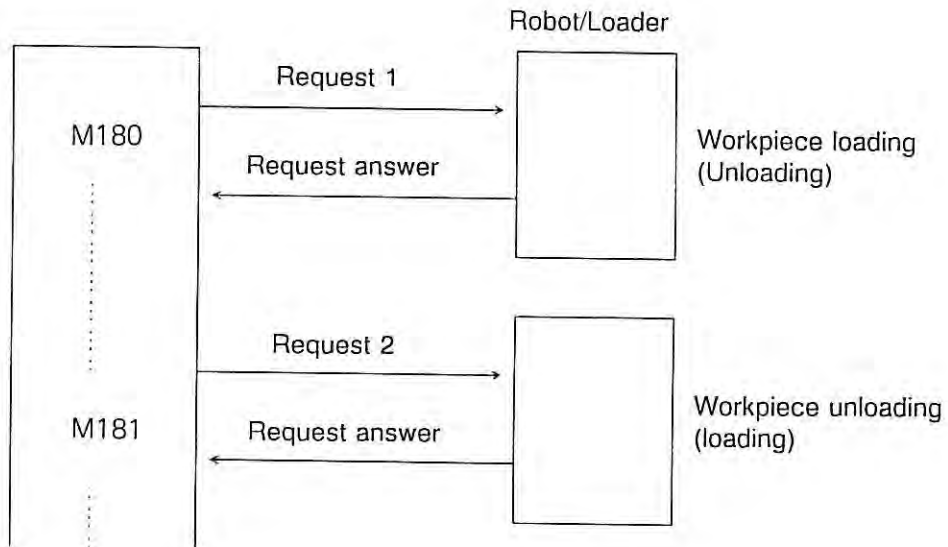 Robot/Loader
Request 1
M180
Workpiece loading
(Unloading)
Request answer
Request 2
M181
Workpiece unloading
(loading)
Request answer